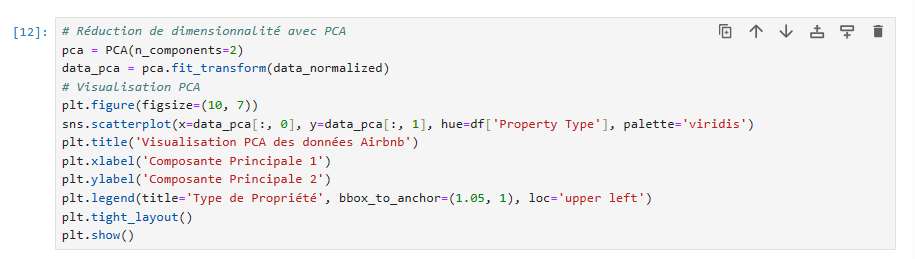 [12]: # Réduction de dimensionnalité avec PCA
pca = PCA(n_components=2)
data_pca = pca.fit_transform(data_normalized)
# Visualisation PCA
plt.figure(figsize=(10, 7))
sns.scatterplot(x=data_pca[:, 0], y=data_pca[:, 1], hue=df['Property Type'], palette='viridis')
plt.title('Visualisation PCA des données Airbnb')
plt.xlabel('Composante Principale 1')
plt.ylabel('Composante Principale 2')
plt.legend(title='Type de Propriété', bbox_to_anchor=(1.05, 1), loc='upper left')
plt.tight_layout()
plt.show()